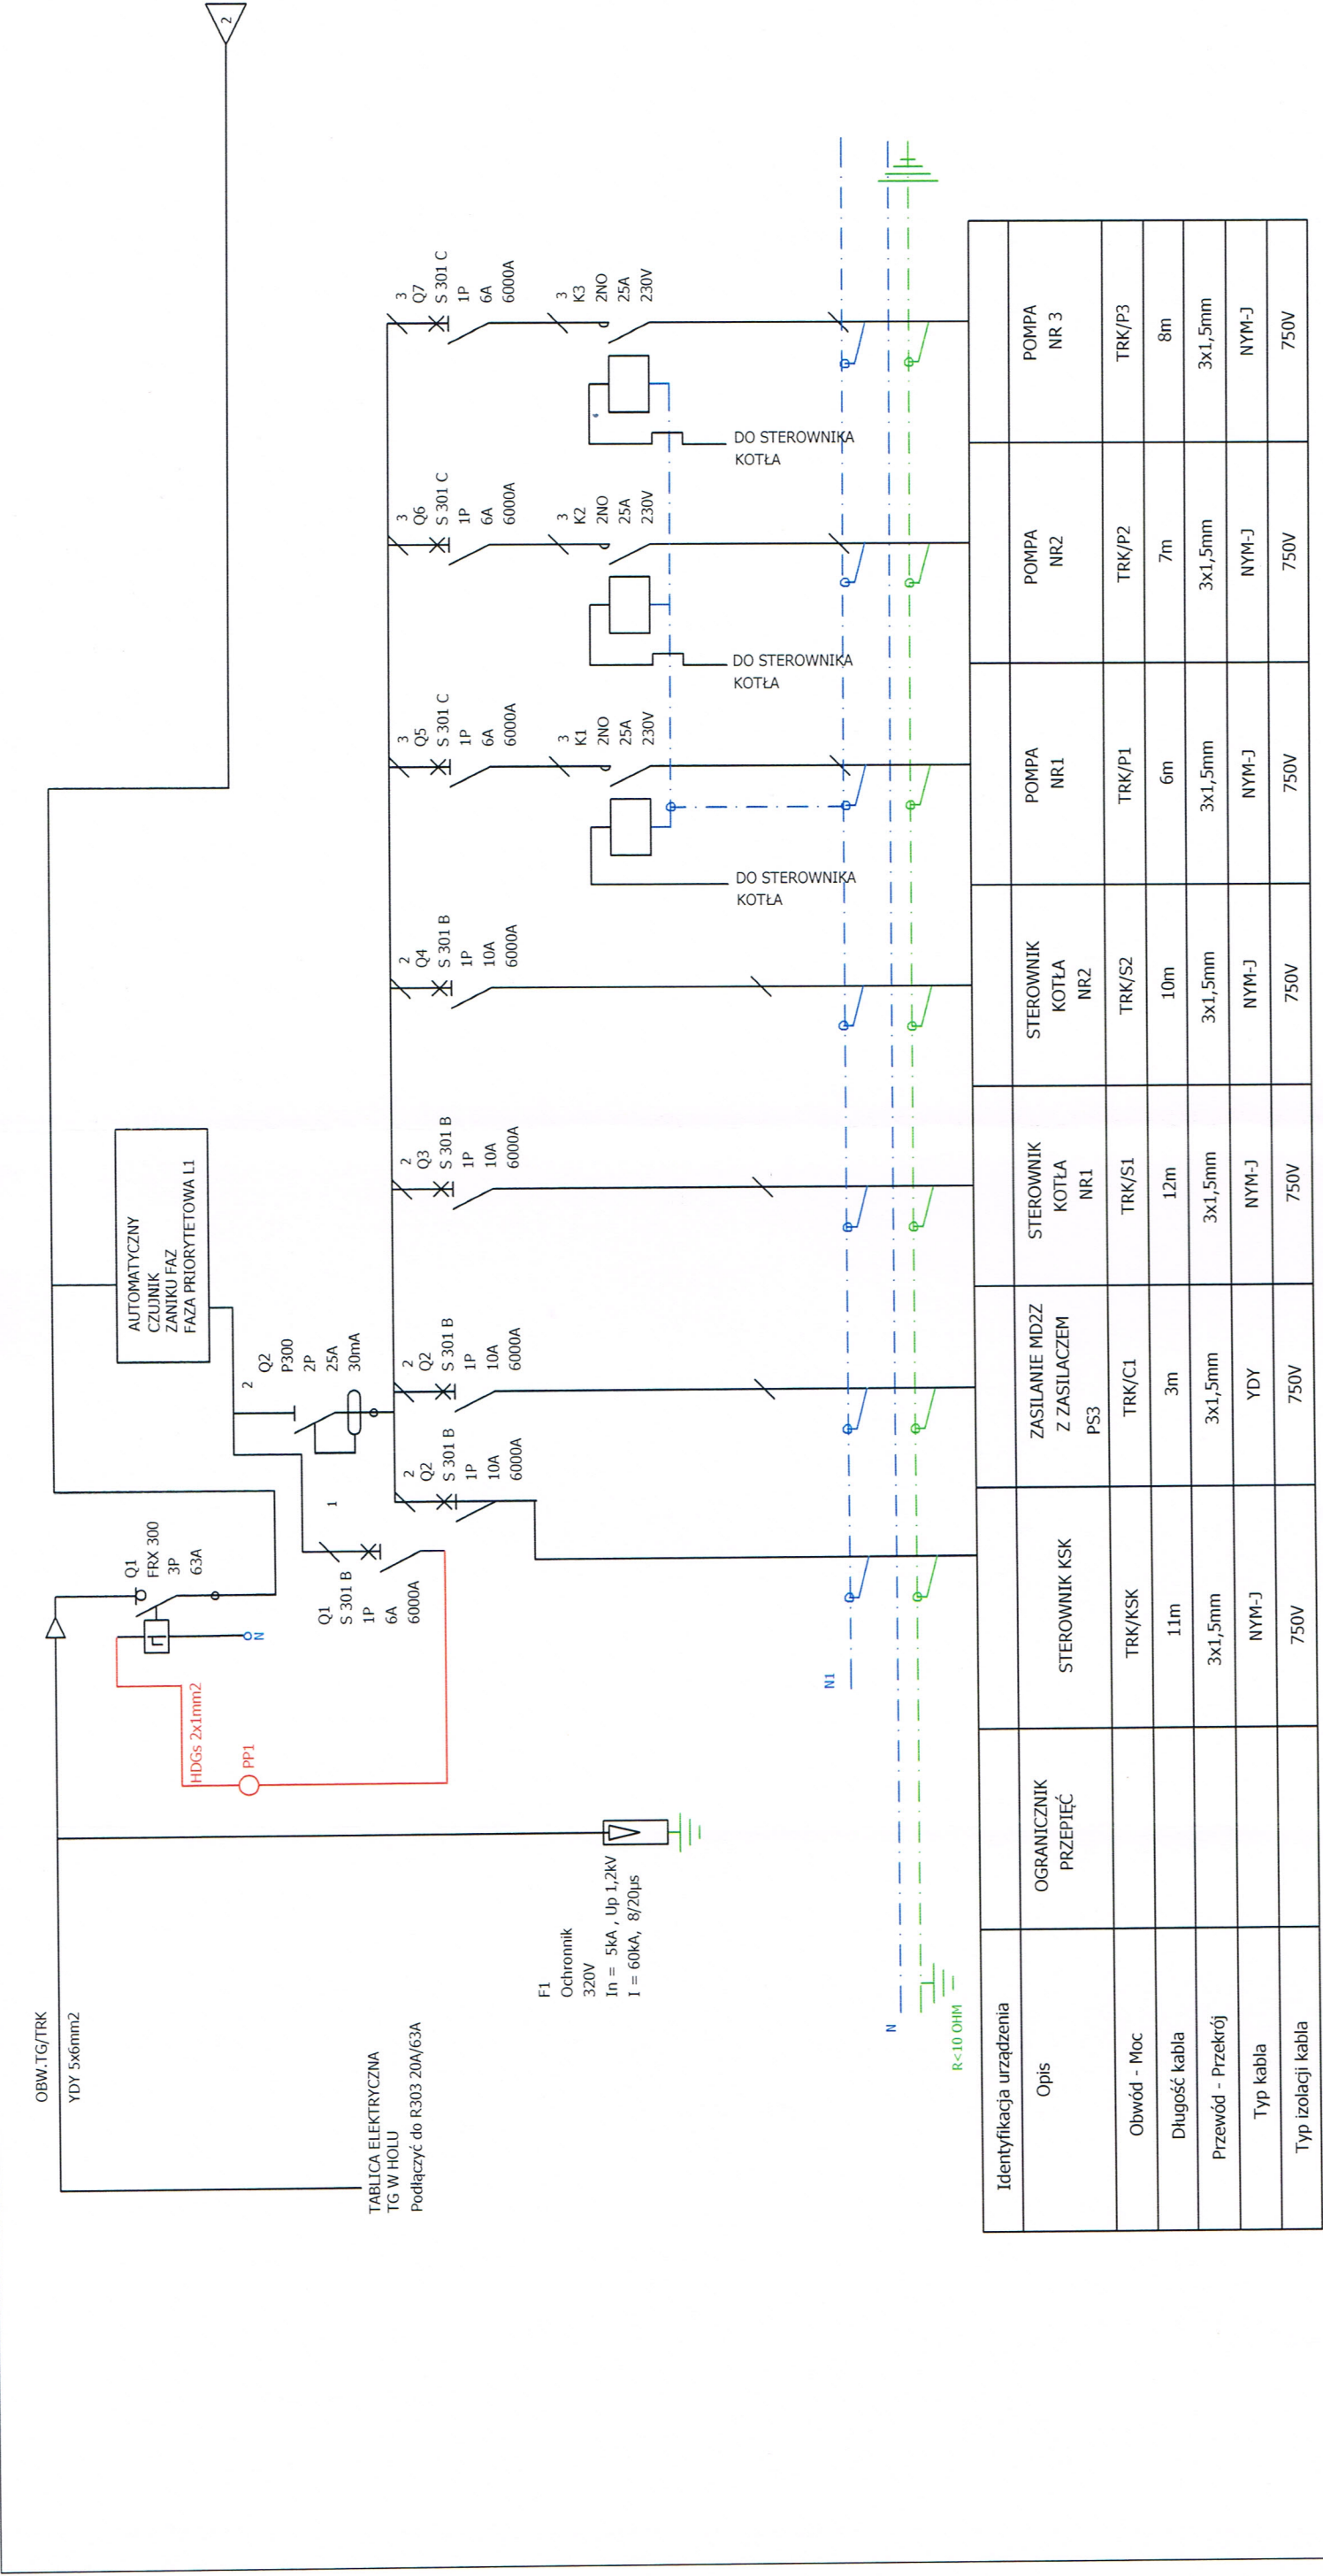 OBW.TG/TRK
YDY 5x6mm2
TABLICA ELEKTRYCZNA
TG W HOLU
Podłączyć do R303 20A/63A
F1
Ochronnik
320V
In = 5kA , Up 1,2kV
I = 60kA, 8/20µs
HDGs 2x1mm2
PP1
N
Q1
FRX 300
3P
63A
1
Q1
S 301 B
1P
6A
6000A
AUTOMATYCZNY
CZUJNIK
ZANIKU FAZ
FAZA PRIORYTETOWA L1
2
Q2
P300
2P
25A
30mA
2
2
Q2
S 301 B
1P
10A
6000A
2
Q2
S 301 B
1P
10A
6000A
2
Q3
S 301 B
1P
10A
6000A
2
Q4
S 301 B
1P
10A
6000A
3
Q5
S 301 C
1P
6A
6000A
3
K1
2NO
25A
230V
DO STEROWNIKA
KOTŁA
3
Q6
S 301 C
1P
6A
6000A
3
K2
2NO
25A
230V
DO STEROWNIKA
KOTŁA
3
Q7
S 301 C
1P
6A
6000A
3
K3
2NO
25A
230V
DO STEROWNIKA
KOTŁA
N1
N
R<10 OHM
Identyfikacja urządzenia
Opis
OGRANICZNIK
PRZEPIĘĆ
STEROWNIK KSK
ZASILANIE MD2Z
Z ZASILACZEM
PS3
STEROWNIK
KOTŁA
NR1
STEROWNIK
KOTŁA
NR2
POMPA
NR1
POMPA
NR2
POMPA
NR 3
Obwód - Moc TRK/KSK TRK/C1 TRK/S1 TRK/S2 TRK/P1 TRK/P2 TRK/P3
Długość kabla 11m 3m 12m 10m 6m 7m 8m
Przewód - Przekrój 3x1,5mm 3x1,5mm 3x1,5mm 3x1,5mm 3x1,5mm 3x1,5mm 3x1,5mm
Typ kabla NYM-J YDY NYM-J NYM-J NYM-J NYM-J NYM-J
Typ izolacji kabla 750V 750V 750V 750V 750V 750V 750V